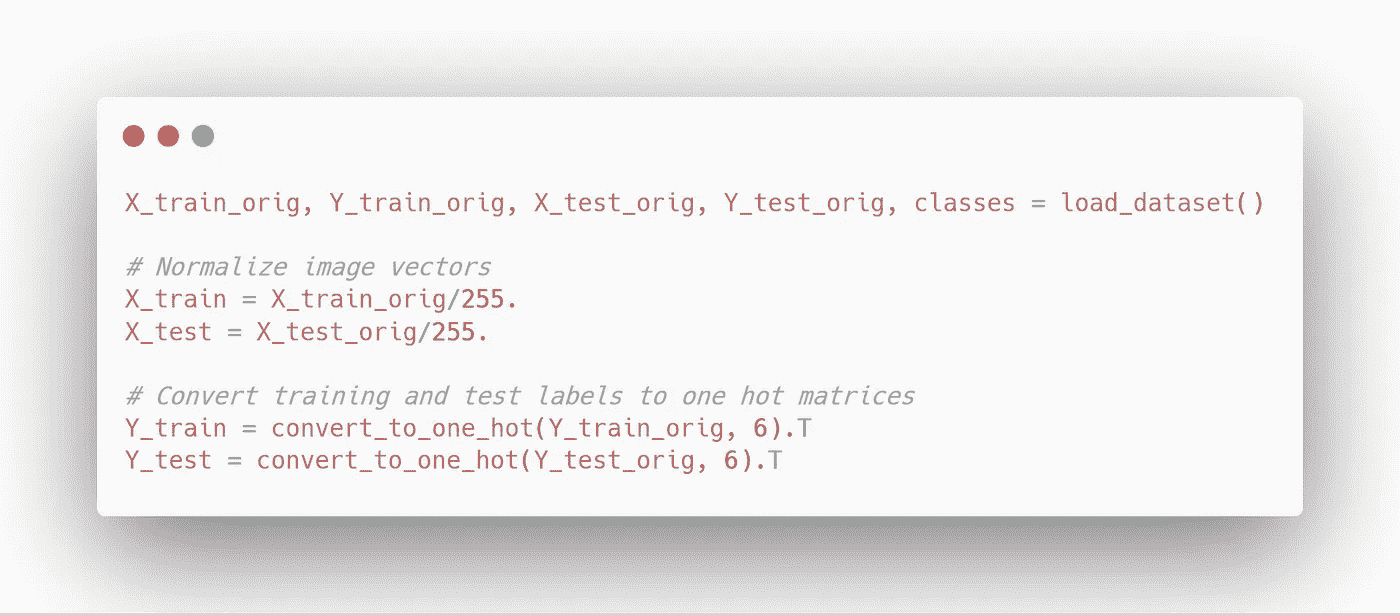 X_train_orig, Y_train_orig, X_test_orig, Y_test_orig, classes = load_dataset()
# Normalize image vectors
X_train = X_train_orig/255.
X_test = X_test_orig/255.
# Convert training and test labels to one hot matrices
Y_train = convert_to_one_hot(Y_train_orig, 6).T
Y_test = convert_to_one_hot(Y_test_orig, 6).T